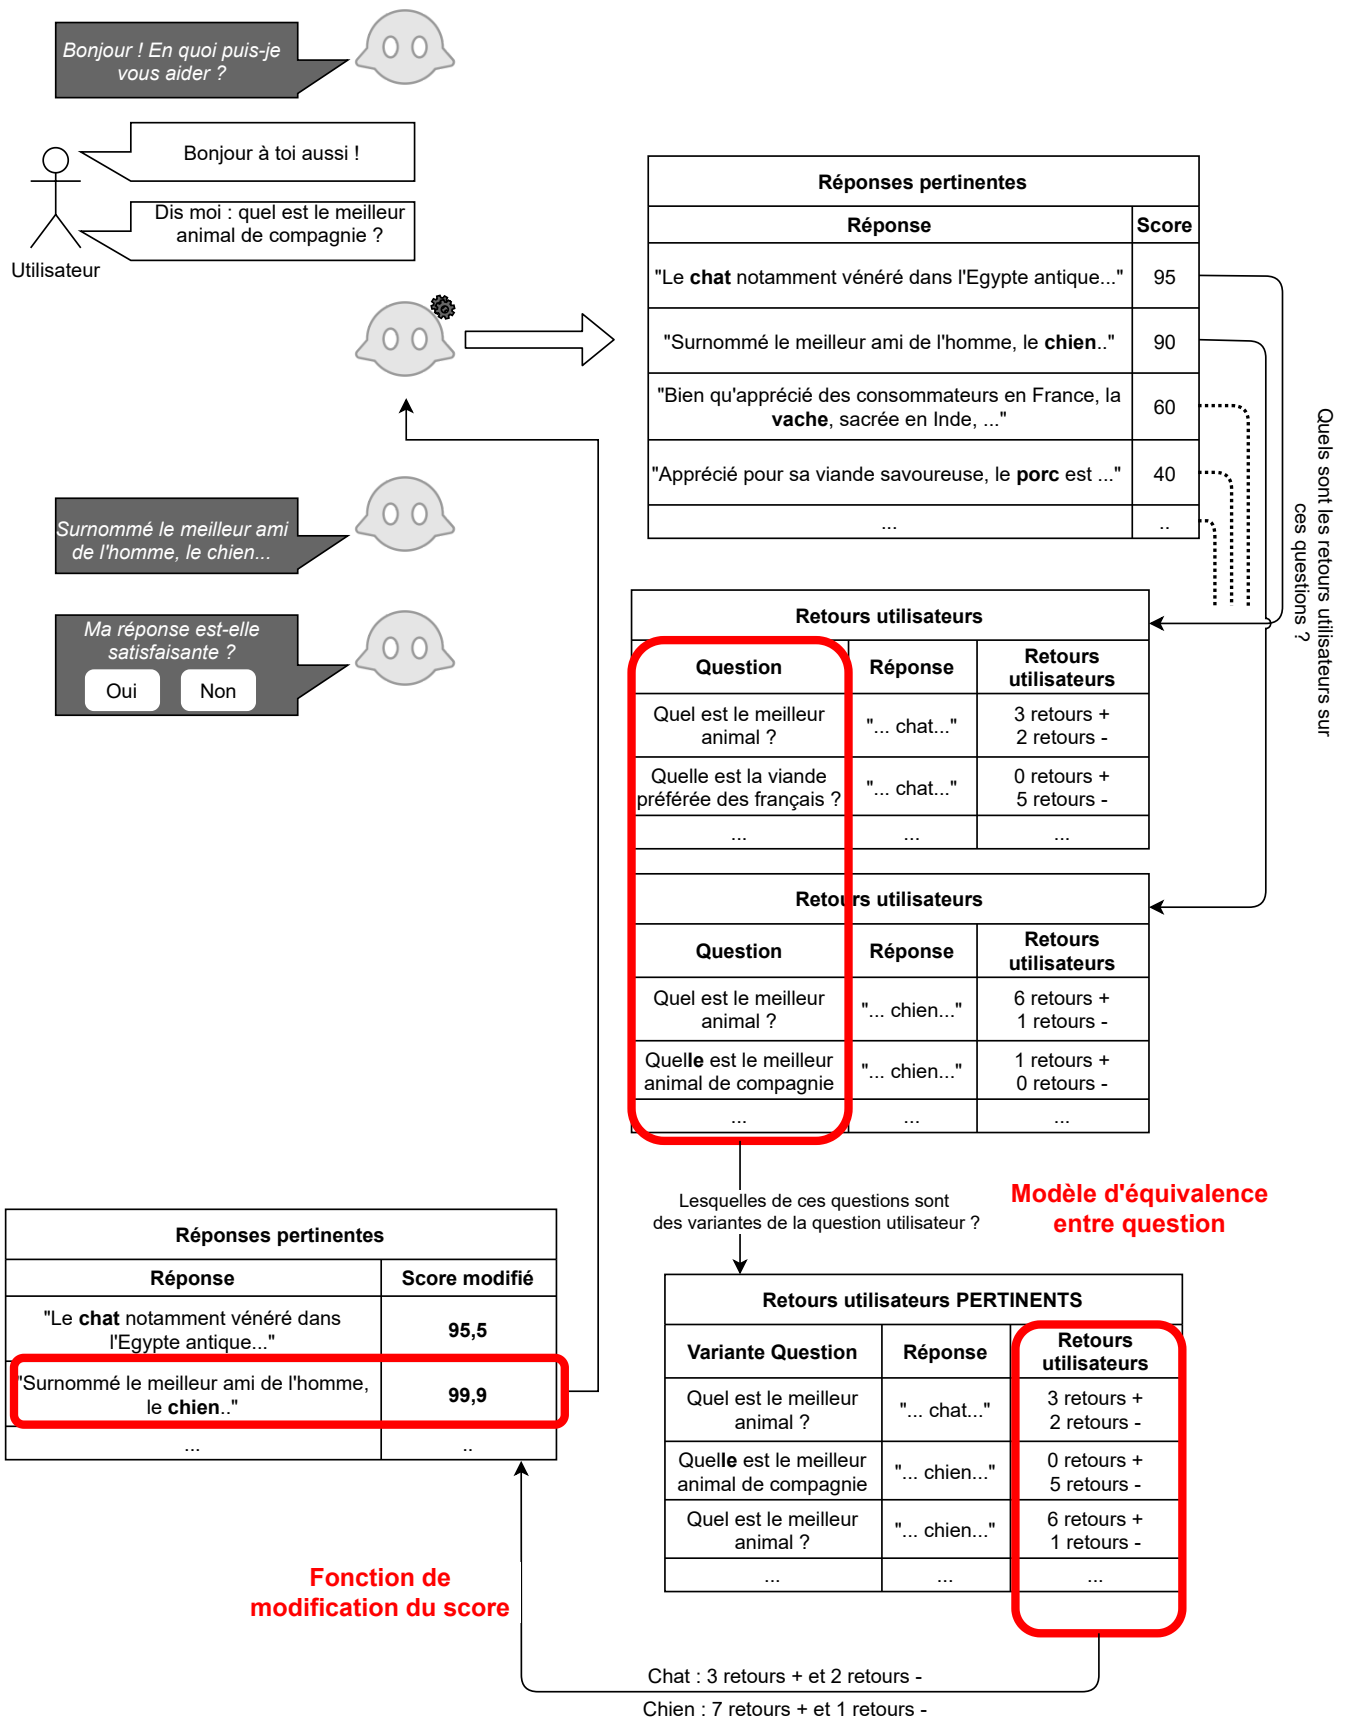 Bonjour ! En quoi puis-je
vous aider ?
Bonjour à toi aussi !
Dis moi : quel est le meilleur
animal de compagnie ?
Utilisateur
Surnommé le meilleur ami
de l'homme, le chien...
Ma réponse est-elle
satisfaisante ?
Oui
Non
Réponses pertinentes
Réponse
Score
"Le chat notamment vénéré dans l'Egypte antique..."
95
"Surnommé le meilleur ami de l'homme, le chien.."
90
"Bien qu'apprécié des consommateurs en France, la
vache, sacrée en Inde, ..."
60
"Apprécié pour sa viande savoureuse, le porc est ..."
40
...
..
Quels sont les retours utilisateurs sur
ces questions ?
Retours utilisateurs
Question
Réponse
Retours
utilisateurs
Quel est le meilleur
animal ?
"... chat..."
3 retours +
2 retours -
Quelle est la viande
préférée des français ?
"... chat..."
0 retours +
5 retours -
...
...
...
Retours utilisateurs
Question
Réponse
Retours
utilisateurs
Quel est le meilleur
animal ?
"... chien..."
6 retours +
1 retours -
Quelle est le meilleur
animal de compagnie
"... chien..."
1 retours +
0 retours -
...
...
...
Lesquelles de ces questions sont
des variantes de la question utilisateur ?
Modèle d'équivalence
entre question
Retours utilisateurs PERTINENTS
Variante Question
Réponse
Retours
utilisateurs
Quel est le meilleur
animal ?
"... chat..."
3 retours +
2 retours -
Quelle est le meilleur
animal de compagnie
"... chien..."
0 retours +
5 retours -
Quel est le meilleur
animal ?
"... chien..."
6 retours +
1 retours -
...
...
...
Chat : 3 retours + et 2 retours -
Chien : 7 retours + et 1 retours -
Fonction de
modification du score
Réponses pertinentes
Réponse
Score modifié
"Le chat notamment vénéré dans
l'Egypte antique..."
95,5
"Surnommé le meilleur ami de l'homme,
le chien.."
99,9
...
..